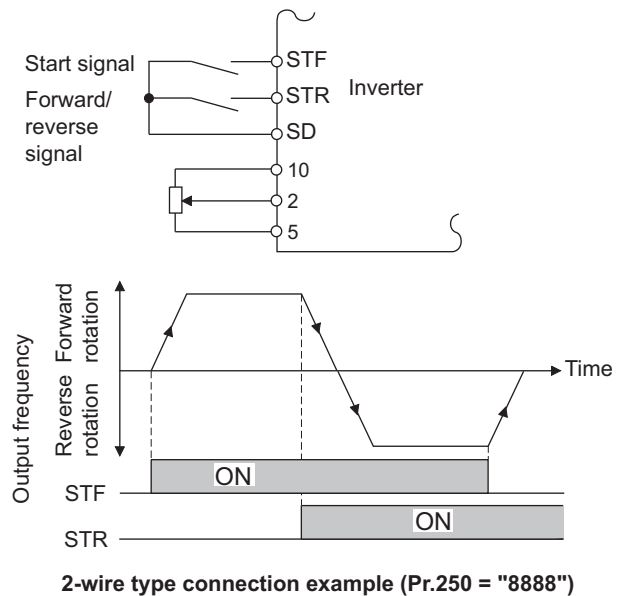 Start signal
Forward/
reverse
signal
STF
STR
SD
10
2
5
Inverter
Output frequency
Reverse rotation
Forward rotation
Time
STF
ON
STR
ON
2-wire type connection example (Pr.250 = "8888")